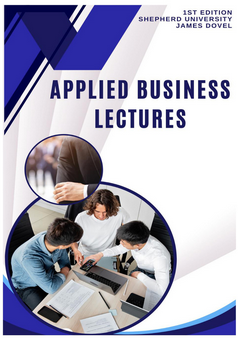 1ST EDITION
SHEPHERD UNIVERSITY
JAMES DOVEL
APPLIED BUSINESS
LECTURES